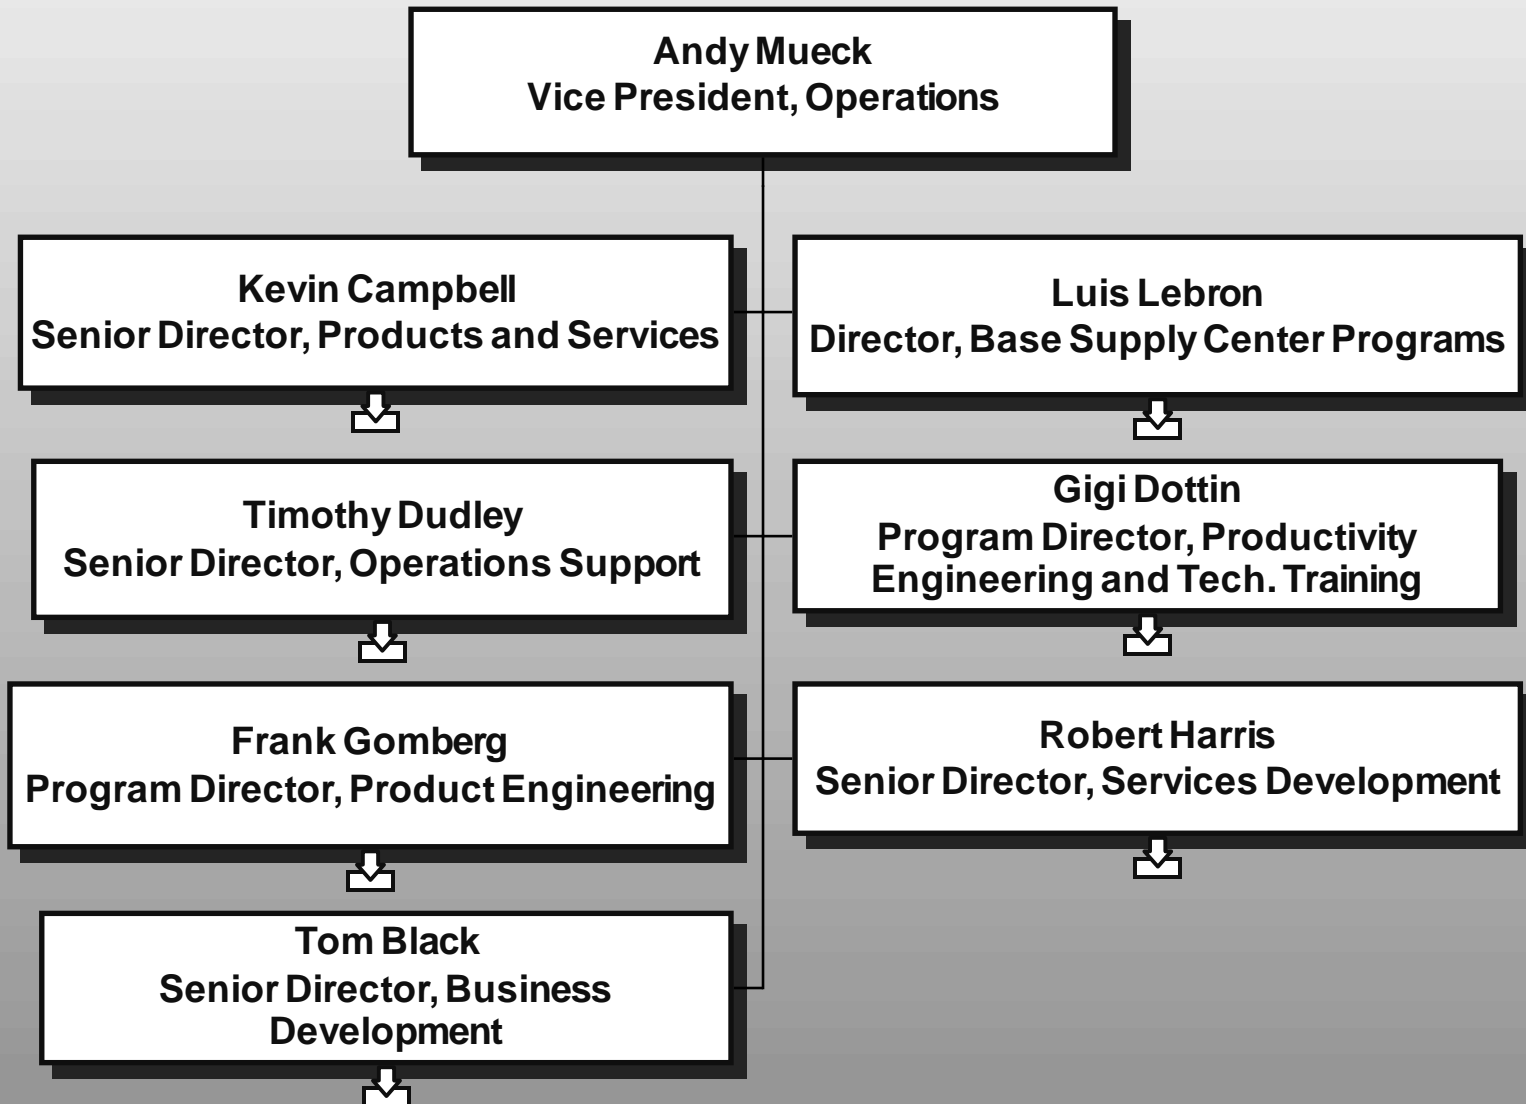 Andy Mueck
Vice President, Operations
Kevin Campbell
Senior Director, Products and Services
Luis Lebron
Director, Base Supply Center Programs
Timothy Dudley
Senior Director, Operations Support
Gigi Dottin
Program Director, Productivity
Engineering and Tech. Training
Frank Gomberg
Program Director, Product Engineering
Robert Harris
Senior Director, Services Development
Tom Black
Senior Director, Business
Development